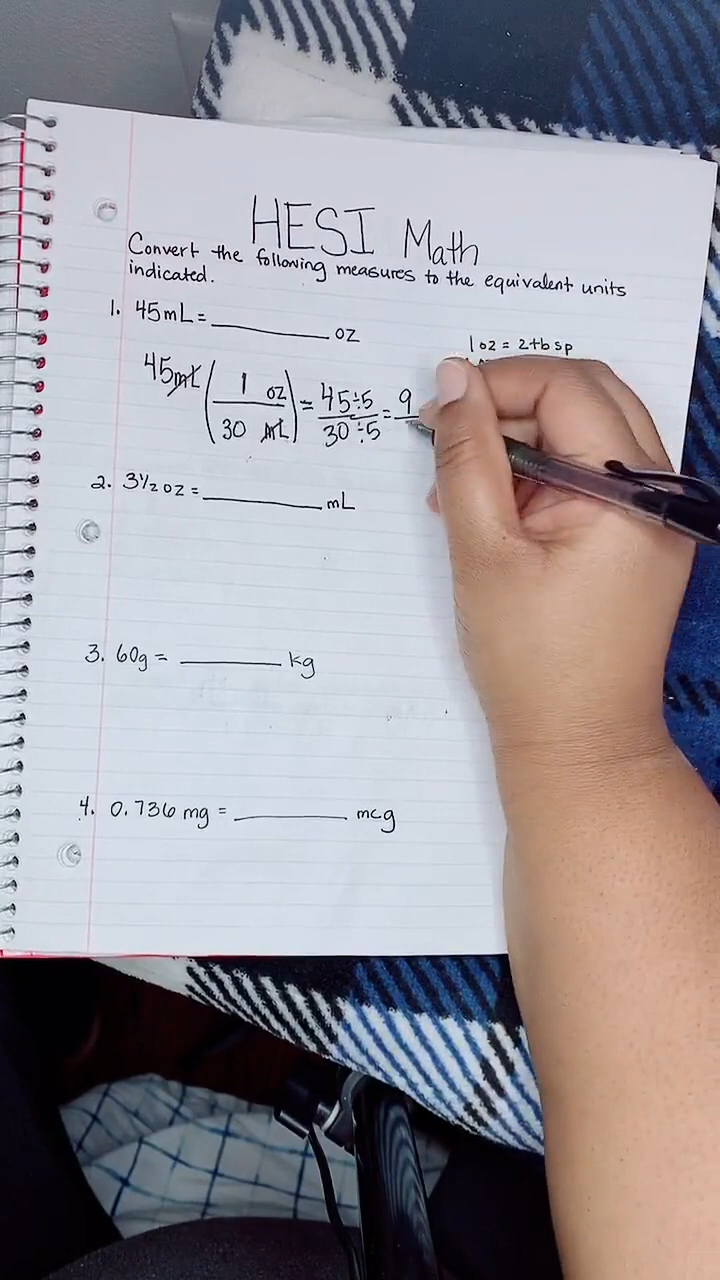 HESI Math
Convert the following measures to the equivalent units
indicated.
1. 45mL = ________ oz
1 oz = 2tbsp
45mL (1 oz / 30 mL) = 45÷5 / 30÷5 = 9
2. 3½ oz = ________ mL
3. 60g = ________ kg
4. 0.736 mg = ________ mcg